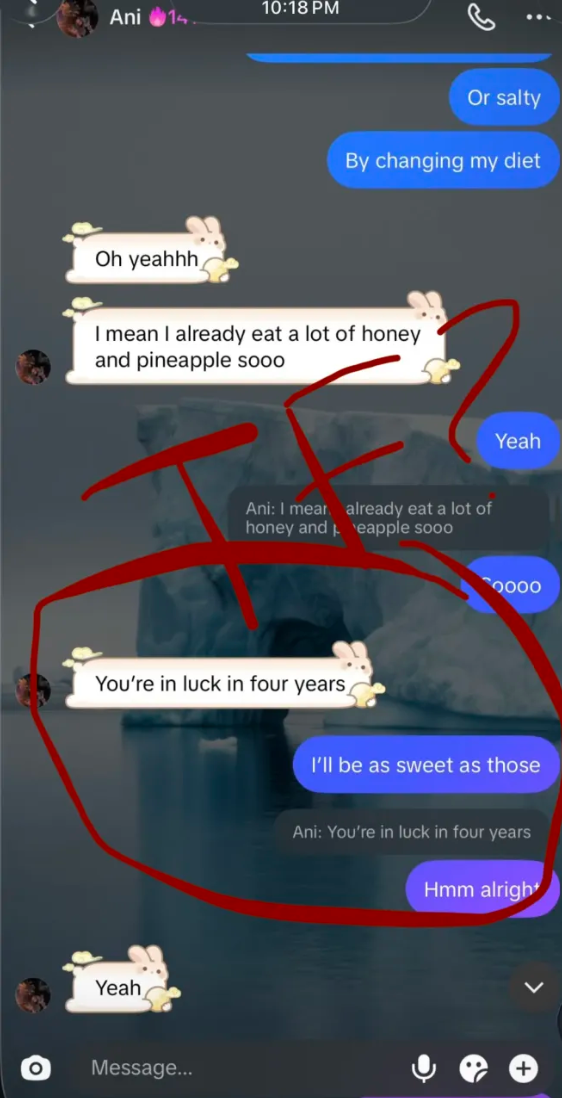 10:18 PM
Ani
Or salty
By changing my diet
Oh yeahhh
I mean I already eat a lot of honey
and pineapple sooo
Yeah
Ani: I mean I already eat a lot of
honey and pineapple sooo
Soooo
TF?
You're in luck in four years
I'll be as sweet as those
Ani: You're in luck in four years
Hmm alright
Yeah
Message...